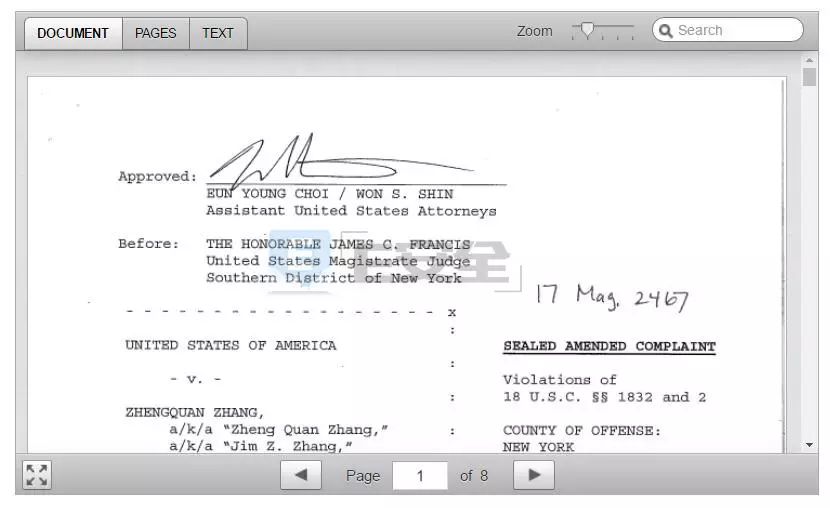 DOCUMENT PAGES TEXT Zoom Search
Approved:
EUN YOUNG CHOI / WON S. SHIN
Assistant United States Attorneys
Before: THE HONORABLE JAMES C. FRANCIS
United States Magistrate Judge
Southern District of New York
E安全
17 Mag. 2467
- - - - - - - - - - - - - - - - - - - x
:
UNITED STATES OF AMERICA SEALED AMENDED COMPLAINT
:
- v. - Violations of
: 18 U.S.C. §§ 1832 and 2
ZHENGQUAN ZHANG,
a/k/a "Zheng Quan Zhang," : COUNTY OF OFFENSE:
a/k/a "Jim Z. Zhang," NEW YORK
Page 1 of 8